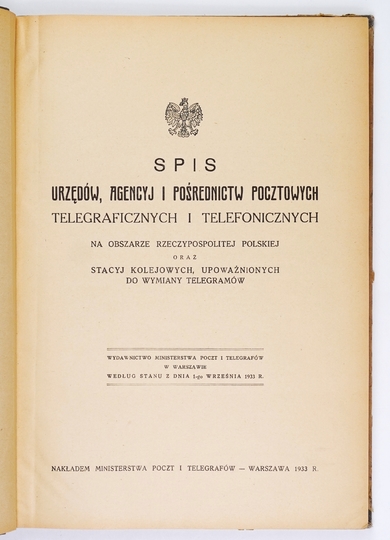 SPIS
URZĘDÓW, AGENCYJ I POŚREDNICTW POCZTOWYCH
TELEGRAFICZNYCH I TELEFONICZNYCH
NA OBSZARZE RZECZYPOSPOLITEJ POLSKIEJ
ORAZ
STACYJ KOLEJOWYCH, UPOWAŻNIONYCH
DO WYMIANY TELEGRAMÓW
WYDAWNICTWO MINISTERSTWA POCZT I TELEGRAFÓW
W WARSZAWIE
WEDŁUG STANU Z DNIA 1-go WRZEŚNIA 1933 R.
NAKŁADEM MINISTERSTWA POCZT I TELEGRAFÓW — WARSZAWA 1933 R.